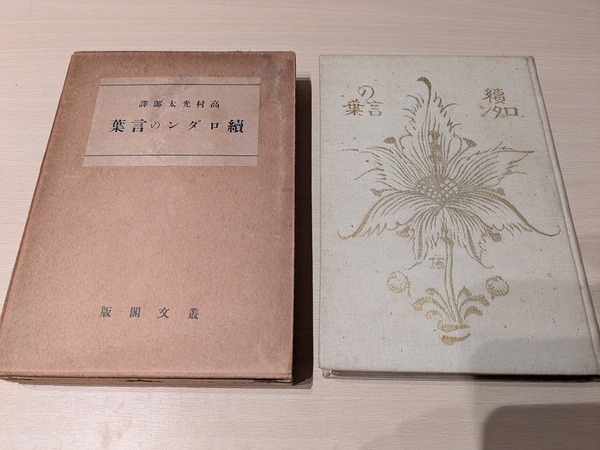 高村光太郎譯
續ロダンの言葉
叢文閣版
續
ロダン
の
言葉